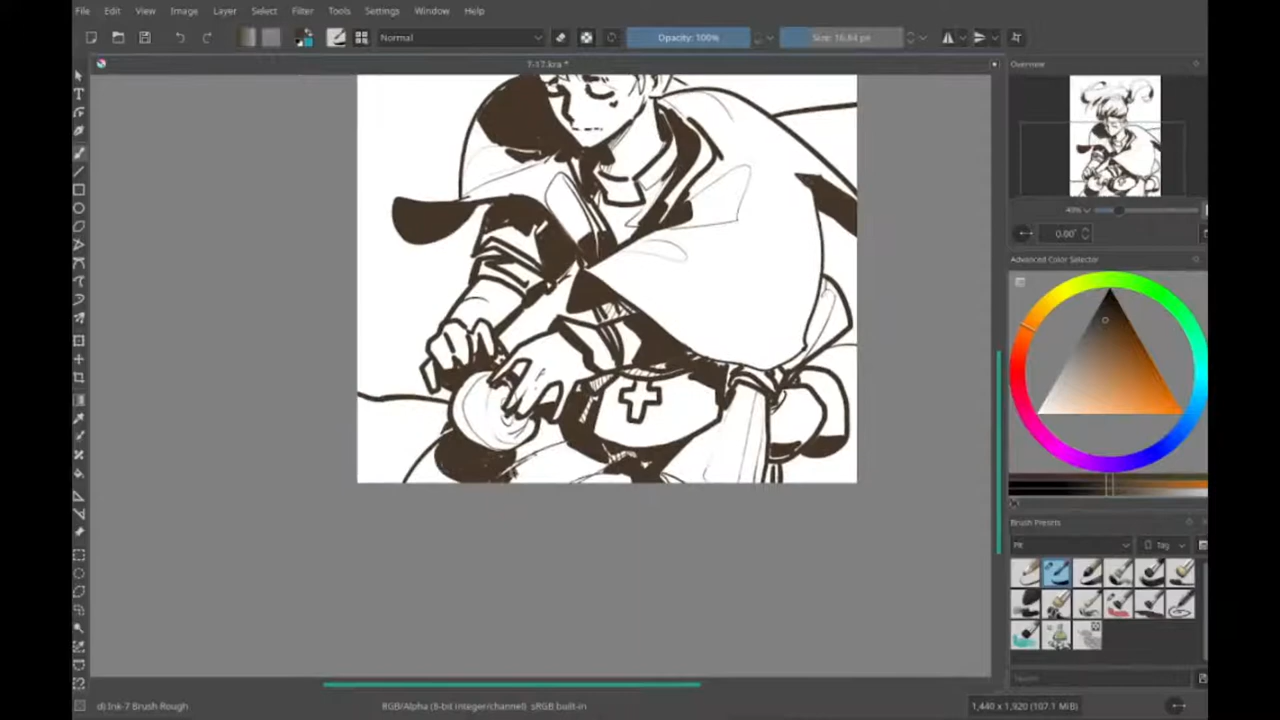 File Edit View Image Layer Select Filter Tools Settings Window Help
Normal Opacity: 100% Size: 16.84 px
7-17.kra *
Overview
40%
0.00°
Advanced Color Selector
Brush Presets
Tag
Search
d) Ink-7 Brush Rough RGB/Alpha (8-bit integer/channel) sRGB built-in 1,440 x 1,920 (107.1 MiB)